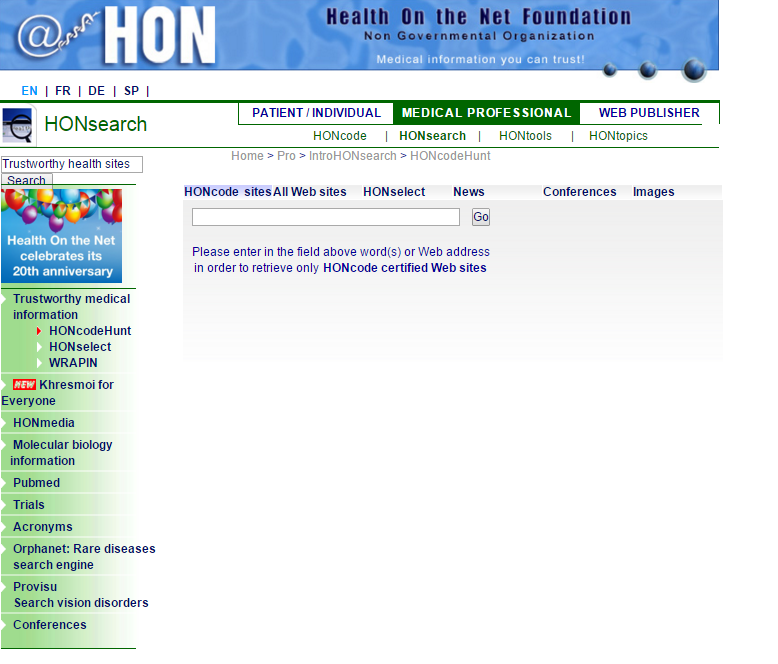 HON
Health On the Net Foundation
Non Governmental Organization
Medical information you can trust!
EN | FR | DE | SP |
HONsearch
PATIENT / INDIVIDUAL MEDICAL PROFESSIONAL WEB PUBLISHER
HONcode | HONsearch | HONtools | HONtopics
Home > Pro > IntroHONsearch > HONcodeHunt
Trustworthy health sites
Search
Health On the Net
celebrates its
20th anniversary
HONcode sites All Web sites HONselect News Conferences Images
Go
Please enter in the field above word(s) or Web address
in order to retrieve only HONcode certified Web sites
Trustworthy medical
information
HONcodeHunt
HONselect
WRAPIN
NEW Khresmoi for
Everyone
HONmedia
Molecular biology
information
Pubmed
Trials
Acronyms
Orphanet: Rare diseases
search engine
Provisu
Search vision disorders
Conferences